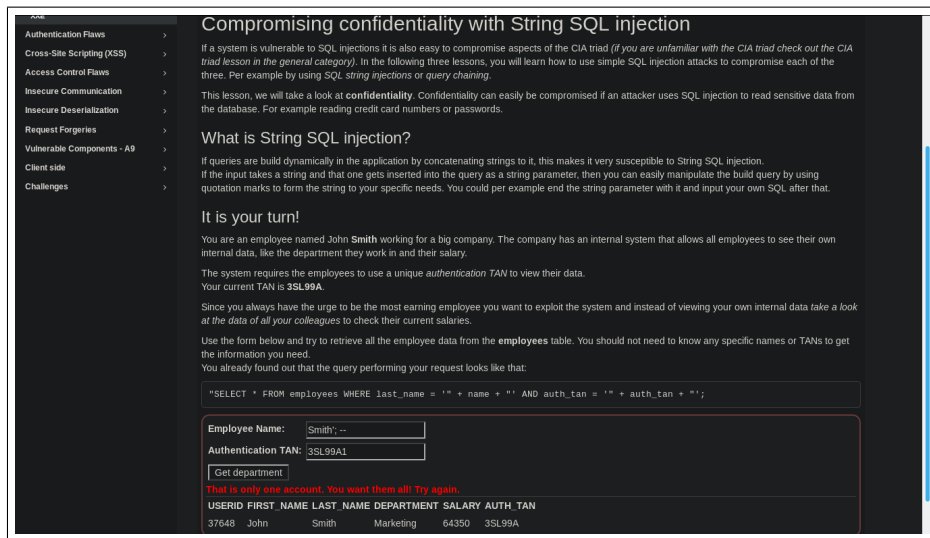 XXE
Authentication Flaws
Cross-Site Scripting (XSS)
Access Control Flaws
Insecure Communication
Insecure Deserialization
Request Forgeries
Vulnerable Components - A9
Client side
Challenges
Compromising confidentiality with String SQL injection
If a system is vulnerable to SQL injections it is also easy to compromise aspects of the CIA triad (if you are unfamiliar with the CIA triad check out the CIA
triad lesson in the general category). In the following three lessons, you will learn how to use simple SQL injection attacks to compromise each of the
three. Per example by using SQL string injections or query chaining.
This lesson, we will take a look at confidentiality. Confidentiality can easily be compromised if an attacker uses SQL injection to read sensitive data from
the database. For example reading credit card numbers or passwords.
What is String SQL injection?
If queries are build dynamically in the application by concatenating strings to it, this makes it very susceptible to String SQL injection.
If the input takes a string and that one gets inserted into the query as a string parameter, then you can easily manipulate the build query by using
quotation marks to form the string to your specific needs. You could per example end the string parameter with it and input your own SQL after that.
It is your turn!
You are an employee named John Smith working for a big company. The company has an internal system that allows all employees to see their own
internal data, like the department they work in and their salary.
The system requires the employees to use a unique authentication TAN to view their data.
Your current TAN is 3SL99A.
Since you always have the urge to be the most earning employee you want to exploit the system and instead of viewing your own internal data take a look
at the data of all your colleagues to check their current salaries.
Use the form below and try to retrieve all the employee data from the employees table. You should not need to know any specific names or TANs to get
the information you need.
You already found out that the query performing your request looks like that:
"SELECT * FROM employees WHERE last_name = '" + name + "' AND auth_tan = '" + auth_tan + "';
Employee Name: Smith'; --
Authentication TAN: 3SL99A1
Get department
That is only one account. You want them all! Try again.
USERID FIRST_NAME LAST_NAME DEPARTMENT SALARY AUTH_TAN
37648 John Smith Marketing 64350 3SL99A